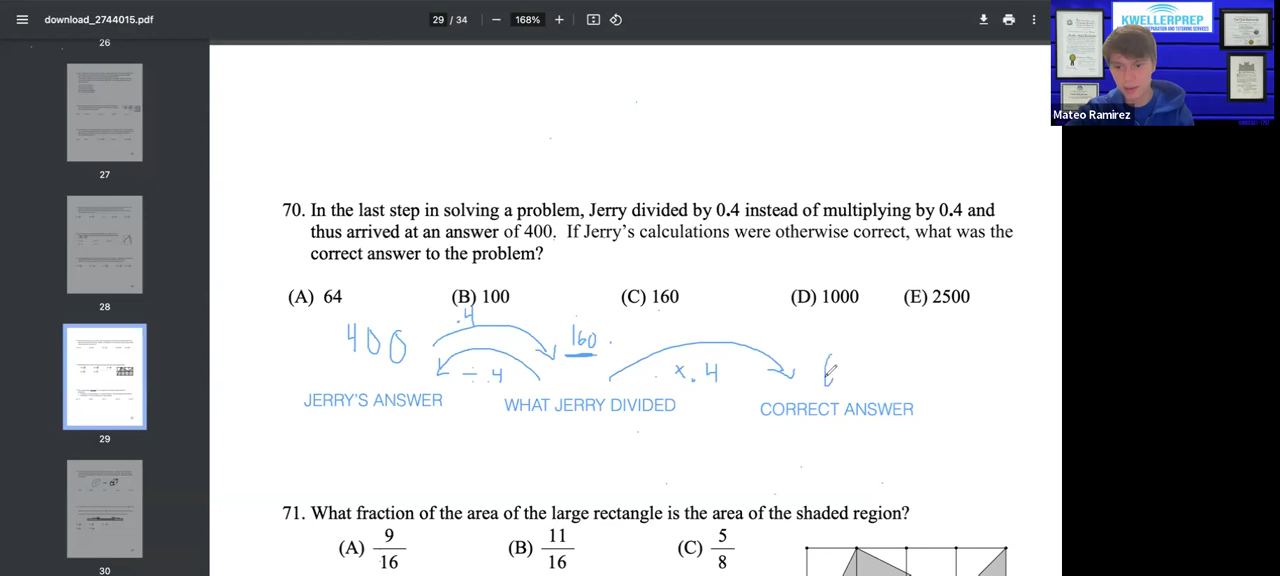 download_2744015.pdf
29 / 34
168%
26
27
28
29
30
KWELLERPREP
Mateo Ramirez
70. In the last step in solving a problem, Jerry divided by 0.4 instead of multiplying by 0.4 and
thus arrived at an answer of 400. If Jerry's calculations were otherwise correct, what was the
correct answer to the problem?
(A) 64 (B) 100 (C) 160 (D) 1000 (E) 2500
.4
400 160
÷ .4 × .4 6
JERRY'S ANSWER WHAT JERRY DIVIDED CORRECT ANSWER
71. What fraction of the area of the large rectangle is the area of the shaded region?
(A) 9/16 (B) 11/16 (C) 5/8